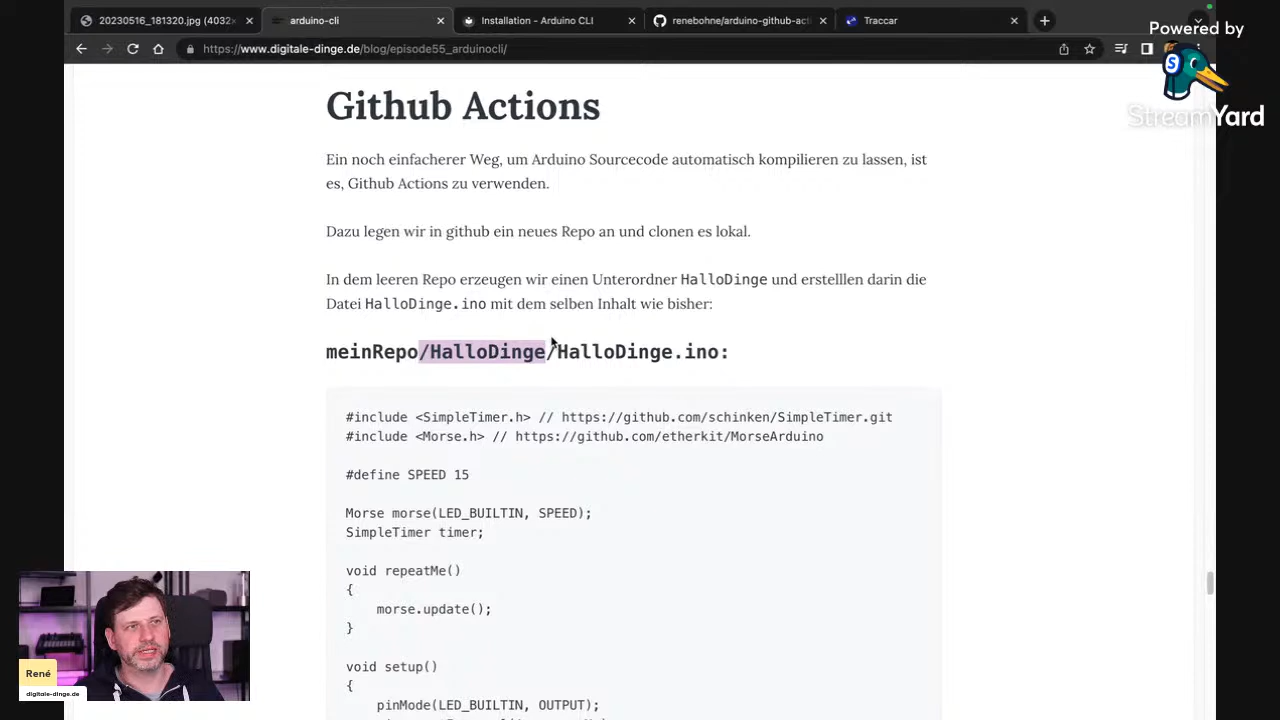 20230516_181320.jpg (4032×
arduino-cli
Installation - Arduino CLI
renebohne/arduino-github-acti
Traccar
Powered by
https://www.digitale-dinge.de/blog/episode55_arduinocli/
S
StreamYard
Github Actions
Ein noch einfacherer Weg, um Arduino Sourcecode automatisch kompilieren zu lassen, ist
es, Github Actions zu verwenden.
Dazu legen wir in github ein neues Repo an und clonen es lokal.
In dem leeren Repo erzeugen wir einen Unterordner HalloDinge und erstelllen darin die
Datei HalloDinge.ino mit dem selben Inhalt wie bisher:
meinRepo/HalloDinge/HalloDinge.ino:
#include <SimpleTimer.h> // https://github.com/schinken/SimpleTimer.git
#include <Morse.h> // https://github.com/etherkit/MorseArduino
#define SPEED 15
Morse morse(LED_BUILTIN, SPEED);
SimpleTimer timer;
void repeatMe()
{
morse.update();
}
void setup()
{
pinMode(LED_BUILTIN, OUTPUT);
René
digitale-dinge.de